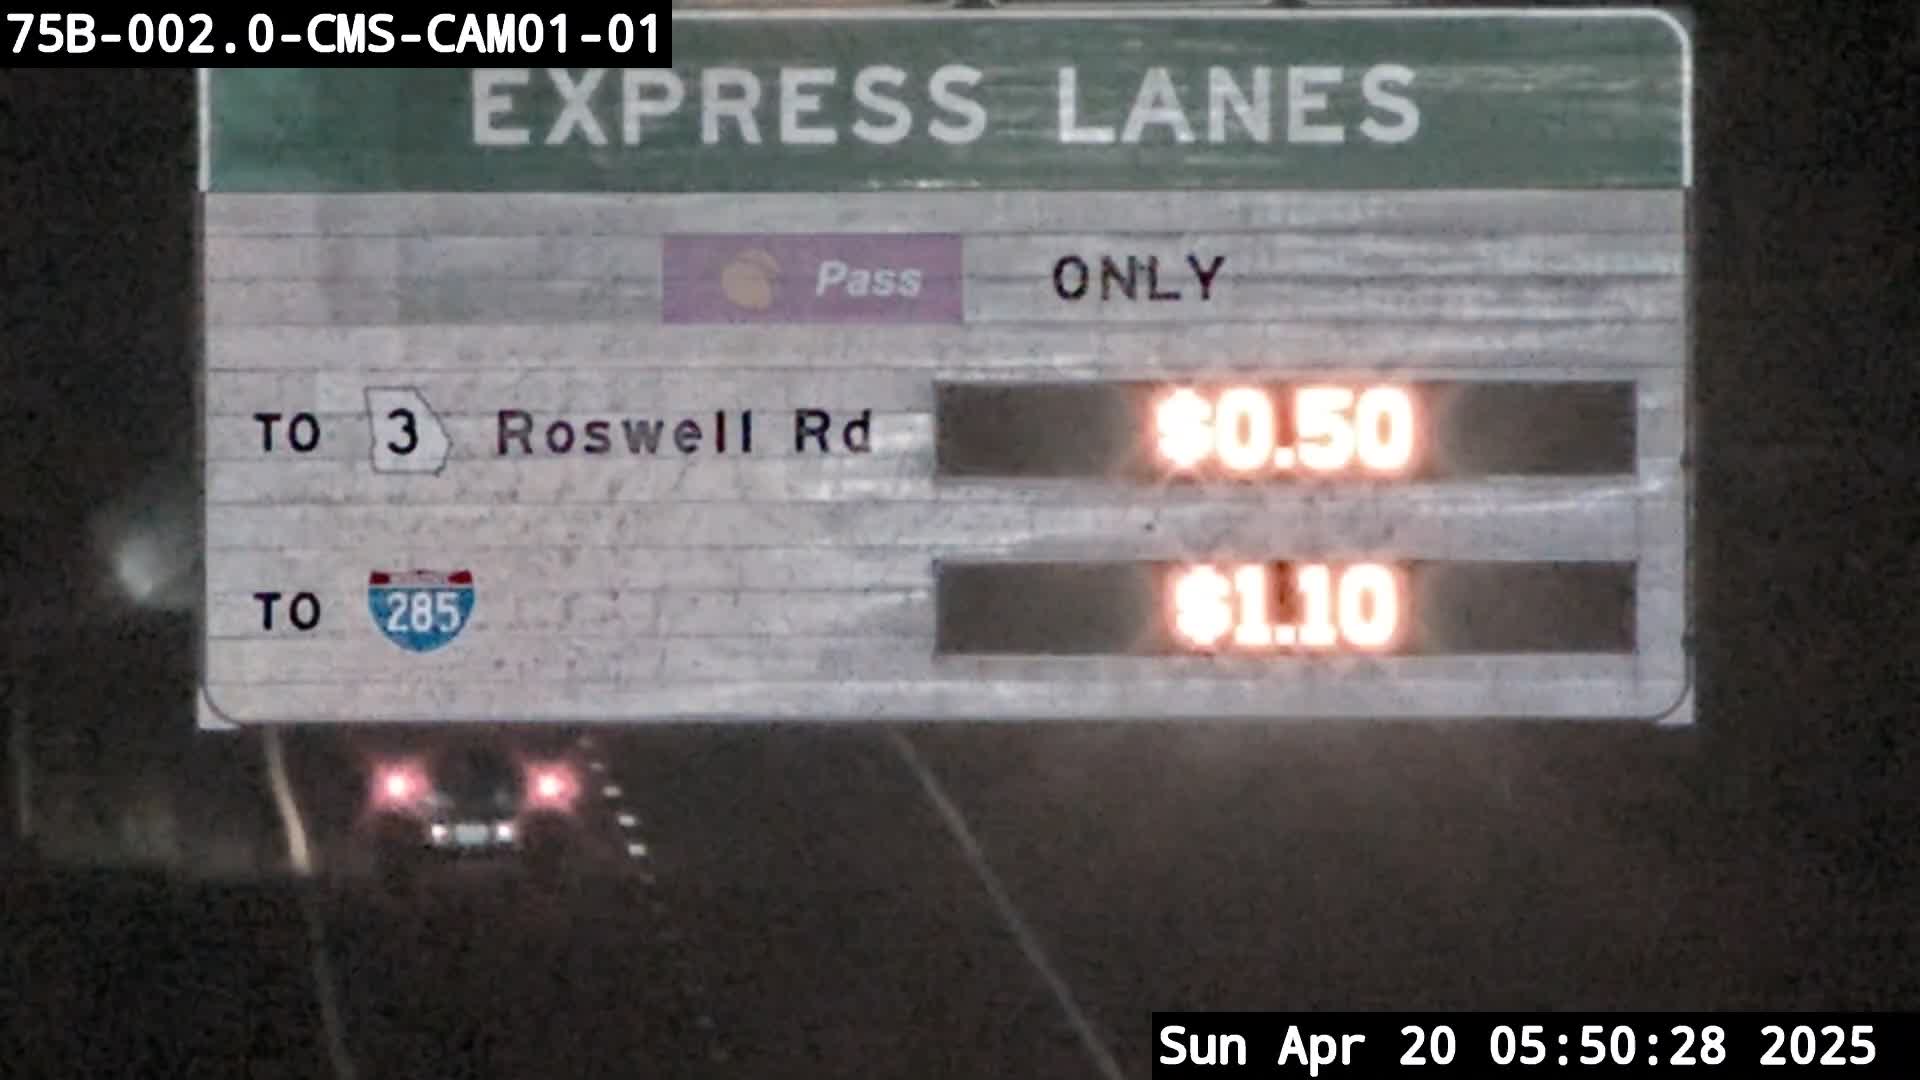 75B-002.0-CMS-CAM01-01
EXPRESS LANES
Pass ONLY
TO 3 Roswell Rd $0.50
TO 285 $1.10
Sun Apr 20 05:50:28 2025